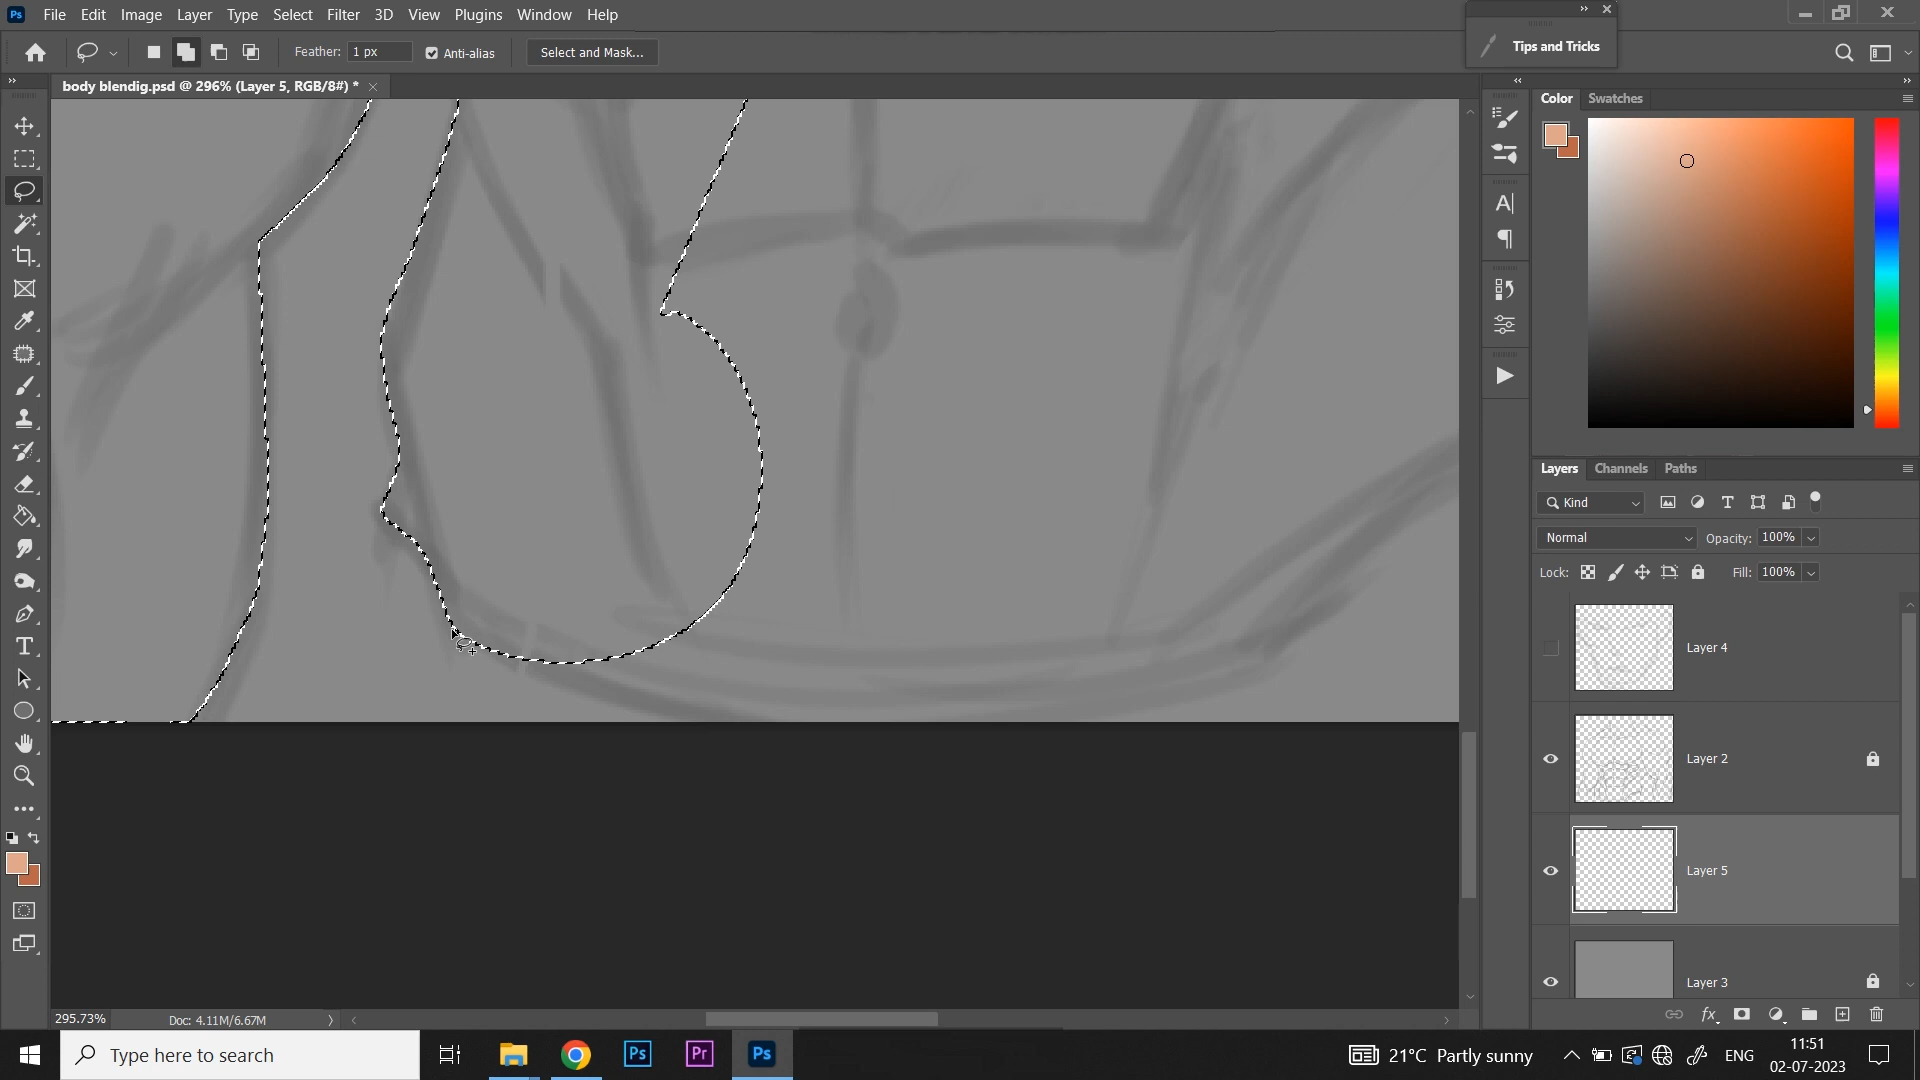 Ps File Edit Image Layer Type Select Filter 3D View Plugins Window Help
Tips and Tricks
Feather: 1 px Anti-alias Select and Mask...
body blendig.psd @ 296% (Layer 5, RGB/8#) *
Color Swatches
Layers Channels Paths
Kind
Normal Opacity: 100%
Lock: Fill: 100%
Layer 4
Layer 2
Layer 5
Layer 3
295.73% Doc: 4.11M/6.67M
Type here to search
Ps Pr Ps
21°C Partly sunny
ENG
11:51
02-07-2023